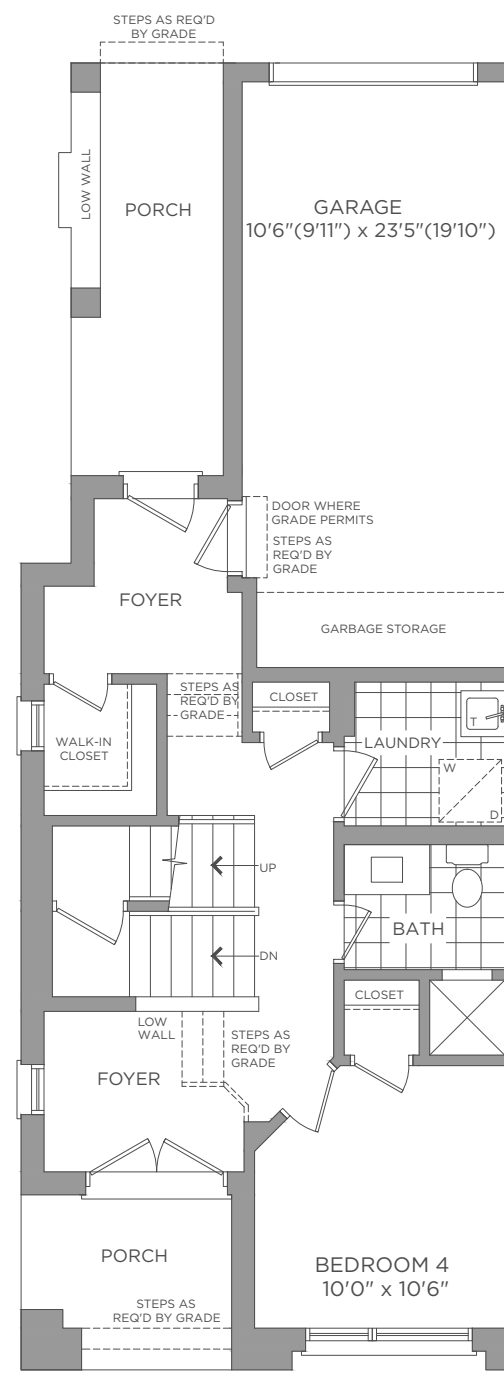 STEPS AS REQ'D
BY GRADE
LOW WALL
PORCH
GARAGE
10'6"(9'11") x 23'5"(19'10")
DOOR WHERE
GRADE PERMITS
STEPS AS
REQ'D BY
GRADE
FOYER
GARBAGE STORAGE
STEPS AS
REQ'D BY
GRADE
CLOSET
WALK-IN
CLOSET
LAUNDRY
T
W
D
UP
DN
BATH
CLOSET
LOW
WALL
STEPS AS
REQ'D BY
GRADE
FOYER
PORCH
STEPS AS
REQ'D BY GRADE
BEDROOM 4
10'0" x 10'6"